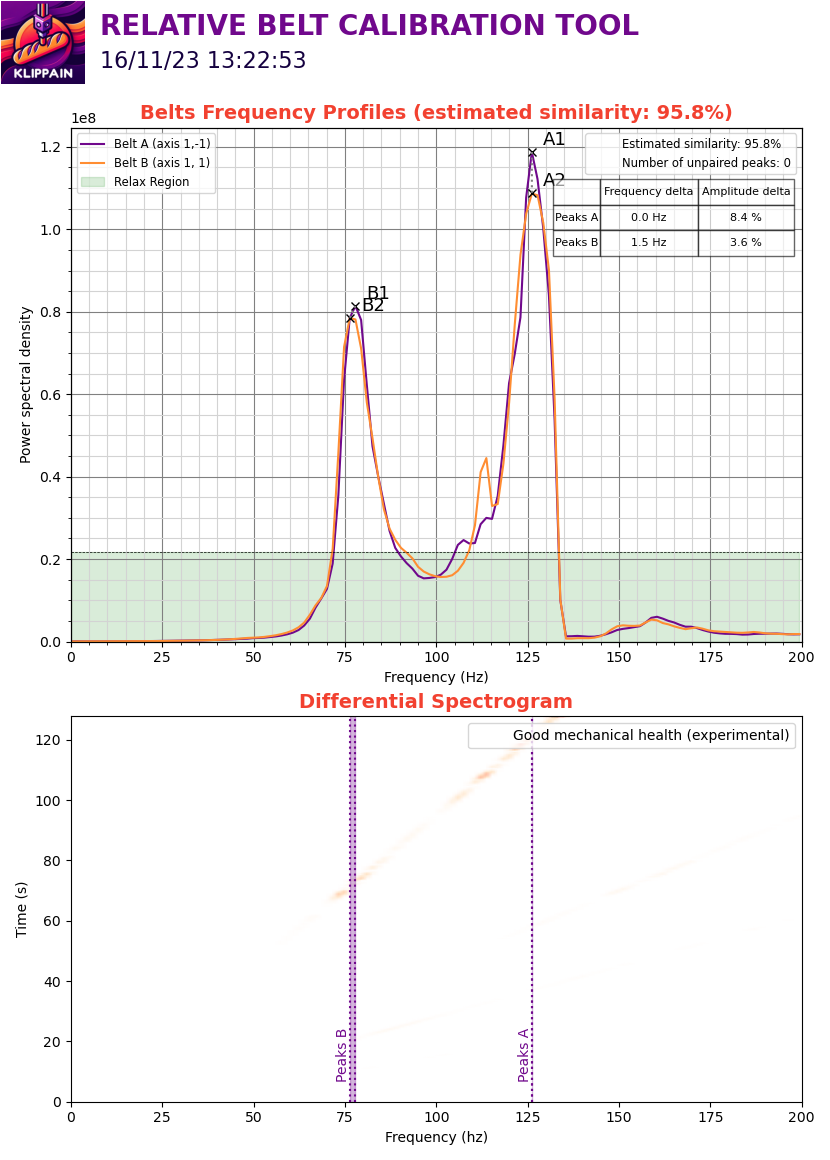 KLIPPAIN
RELATIVE BELT CALIBRATION TOOL
16/11/23 13:22:53
Belts Frequency Profiles (estimated similarity: 95.8%)
1e8
Belt A (axis 1,-1)
Belt B (axis 1, 1)
Relax Region
A1
A2
B1
B2
Estimated similarity: 95.8%
Number of unpaired peaks: 0
Frequency delta Amplitude delta
Peaks A 0.0 Hz 8.4 %
Peaks B 1.5 Hz 3.6 %
Power spectral density
1.2
1.0
0.8
0.6
0.4
0.2
0.0
0 25 50 75 100 125 150 175 200
Frequency (Hz)
Differential Spectrogram
Good mechanical health (experimental)
Time (s)
120
100
80
60
40
20
0
Peaks B
Peaks A
0 25 50 75 100 125 150 175 200
Frequency (hz)